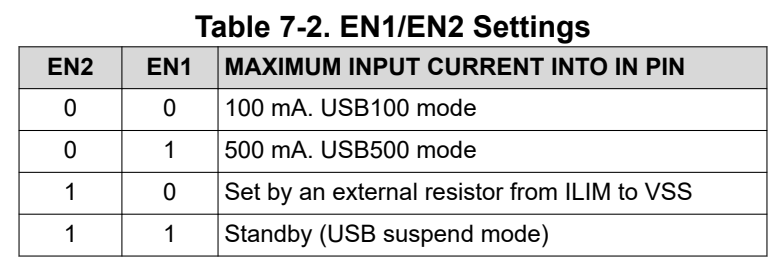 Table 7-2. EN1/EN2 Settings
EN2 EN1 MAXIMUM INPUT CURRENT INTO IN PIN
0 0 100 mA. USB100 mode
0 1 500 mA. USB500 mode
1 0 Set by an external resistor from ILIM to VSS
1 1 Standby (USB suspend mode)